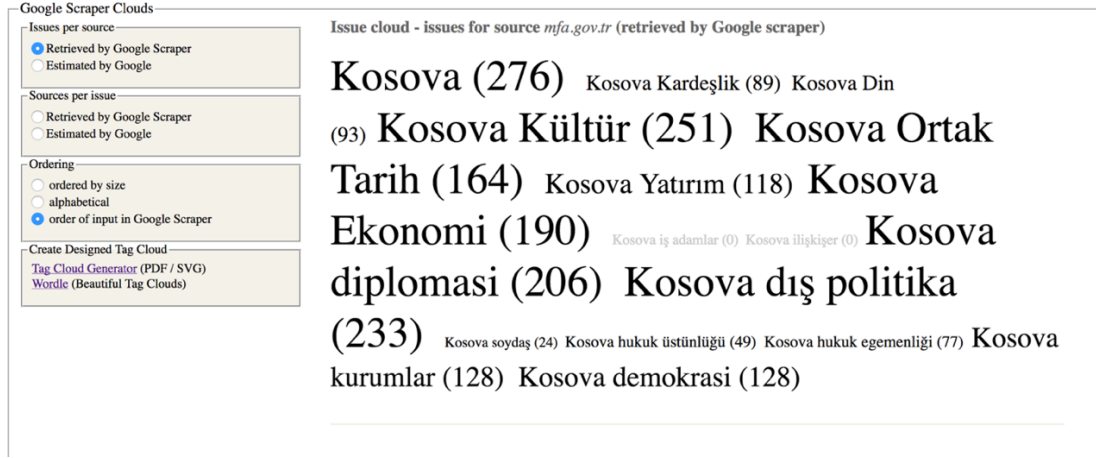 Google Scraper Clouds
Issues per source
Retrieved by Google Scraper
Estimated by Google
Sources per issue
Retrieved by Google Scraper
Estimated by Google
Ordering
ordered by size
alphabetical
order of input in Google Scraper
Create Designed Tag Cloud
Tag Cloud Generator (PDF / SVG)
Wordle (Beautiful Tag Clouds)
Issue cloud - issues for source mfa.gov.tr (retrieved by Google scraper)
Kosova (276) Kosova Kardeşlik (89) Kosova Din
(93) Kosova Kültür (251) Kosova Ortak
Tarih (164) Kosova Yatırım (118) Kosova
Ekonomi (190) Kosova iş adamlar (0) Kosova ilişkişer (0) Kosova
diplomasi (206) Kosova dış politika
(233) Kosova soydaş (24) Kosova hukuk üstünlüğü (49) Kosova hukuk egemenliği (77) Kosova
kurumlar (128) Kosova demokrasi (128)